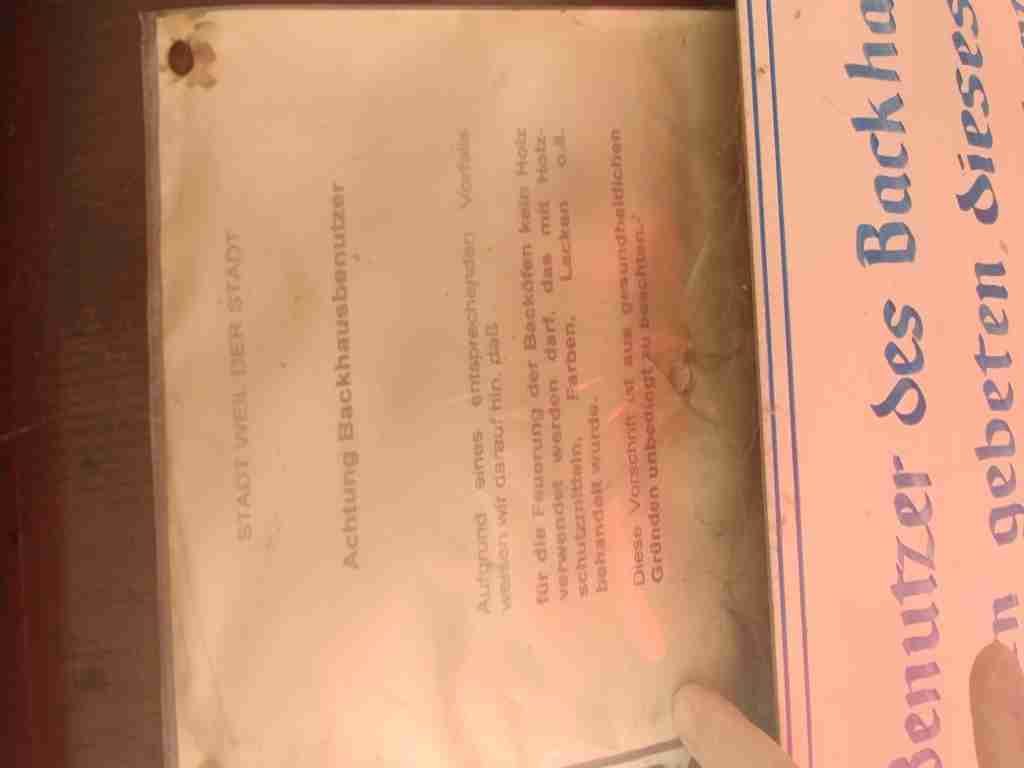 STADT WEIL DER STADT
Achtung Backhausbenutzer
Aufgrund eines entsprechenden Vorfalls
weisen wir darauf hin, daß
für die Feuerung der Backöfen kein Holz
verwendet werden darf, das mit Holz-
schutzmitteln, Farben, Lacken o.ä.
behandelt wurde.
Diese Vorschrift ist aus gesundheitlichen
Gründen unbedingt zu beachten.
Benutzer des Backha
n gebeten, dieses